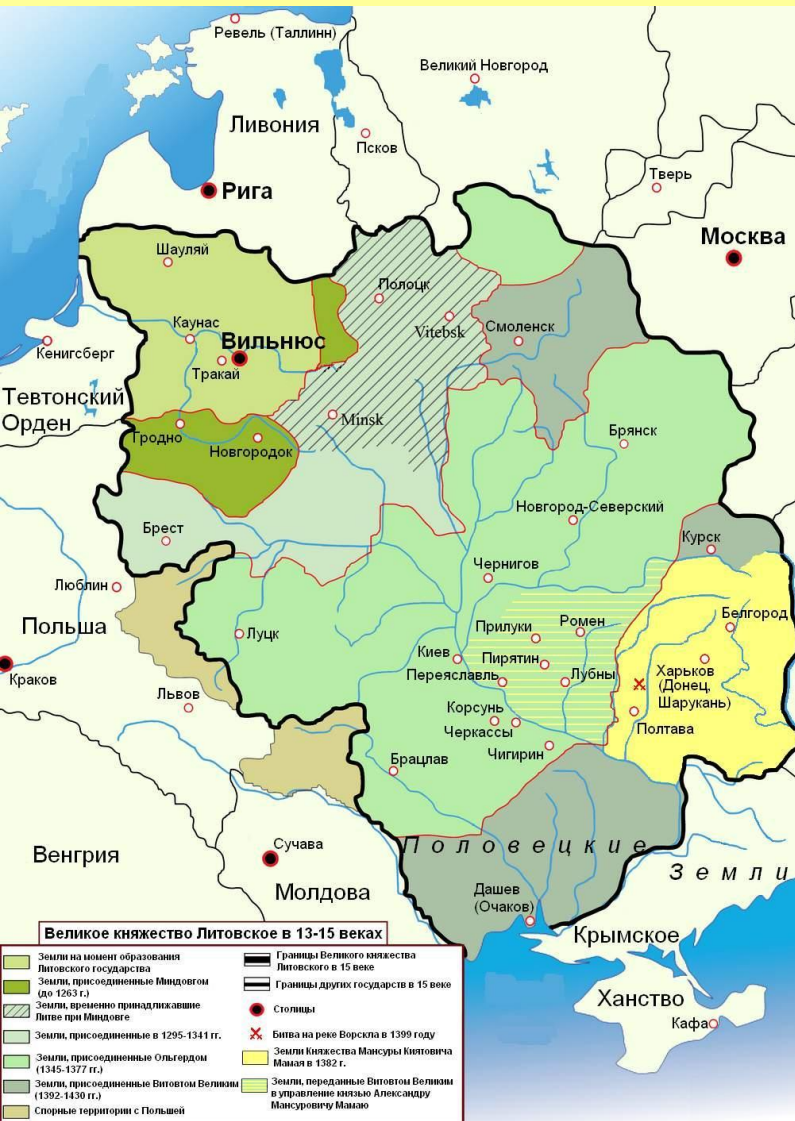 Ревель (Таллинн)
Великий Новгород
Ливония
Псков
Тверь
Рига
Москва
Шауляй
Полоцк
Vitebsk
Смоленск
Каунас
Вильнюс
Кенигсберг
Тракай
Тевтонский
Орден
Minsk
Гродно
Новгородок
Брянск
Новгород-Северский
Брест
Курск
Чернигов
Люблин
Белгород
Польша
Прилуки
Ромен
Луцк
Киев
Пирятин
Переяславль
Лубны
Харьков
(Донец,
Шарукань)
Краков
Львов
Корсунь
Черкассы
Полтава
Чигирин
Брацлав
Половецкие
Земли
Венгрия
Сучава
Молдова
Дашев
(Очаков)
Крымское
Ханство
Кафа
Великое княжество Литовское в 13-15 веках
Земли на момент образования
Литовского государства
Земли, присоединенные Миндовгом
(до 1263 г.)
Земли, временно принадлежавшие
Литве при Миндовге
Земли, присоединенные в 1295-1341 гг.
Земли, присоединенные Ольгердом
(1345-1377 гг.)
Земли, присоединенные Витовтом Великим
(1392-1430 гг.)
Спорные территории с Польшей
Границы Великого княжества
Литовского в 15 веке
Границы других государств в 15 веке
Столицы
Битва на реке Ворскла в 1399 году
Земли Княжества Мансуры Киятовича
Мамая в 1382 г.
Земли, переданные Витовтом Великим
в управление князю Александру
Мансуровичу Мамаю